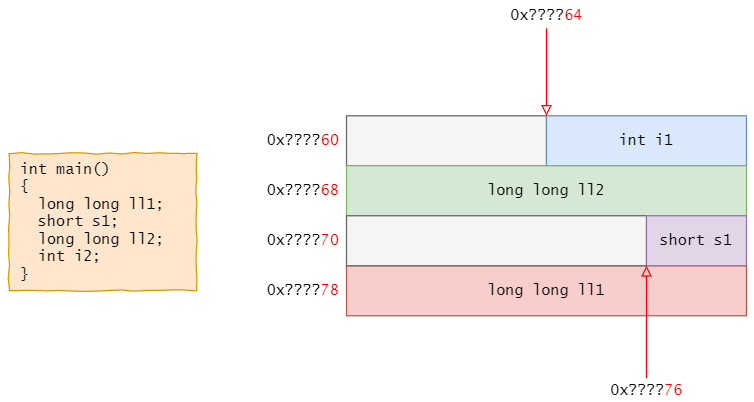 0x????64
int main()
{
  long long ll1;
  short s1;
  long long ll2;
  int i2;
}
0x????60
int i1
0x????68
long long ll2
0x????70
short s1
0x????78
long long ll1
0x????76